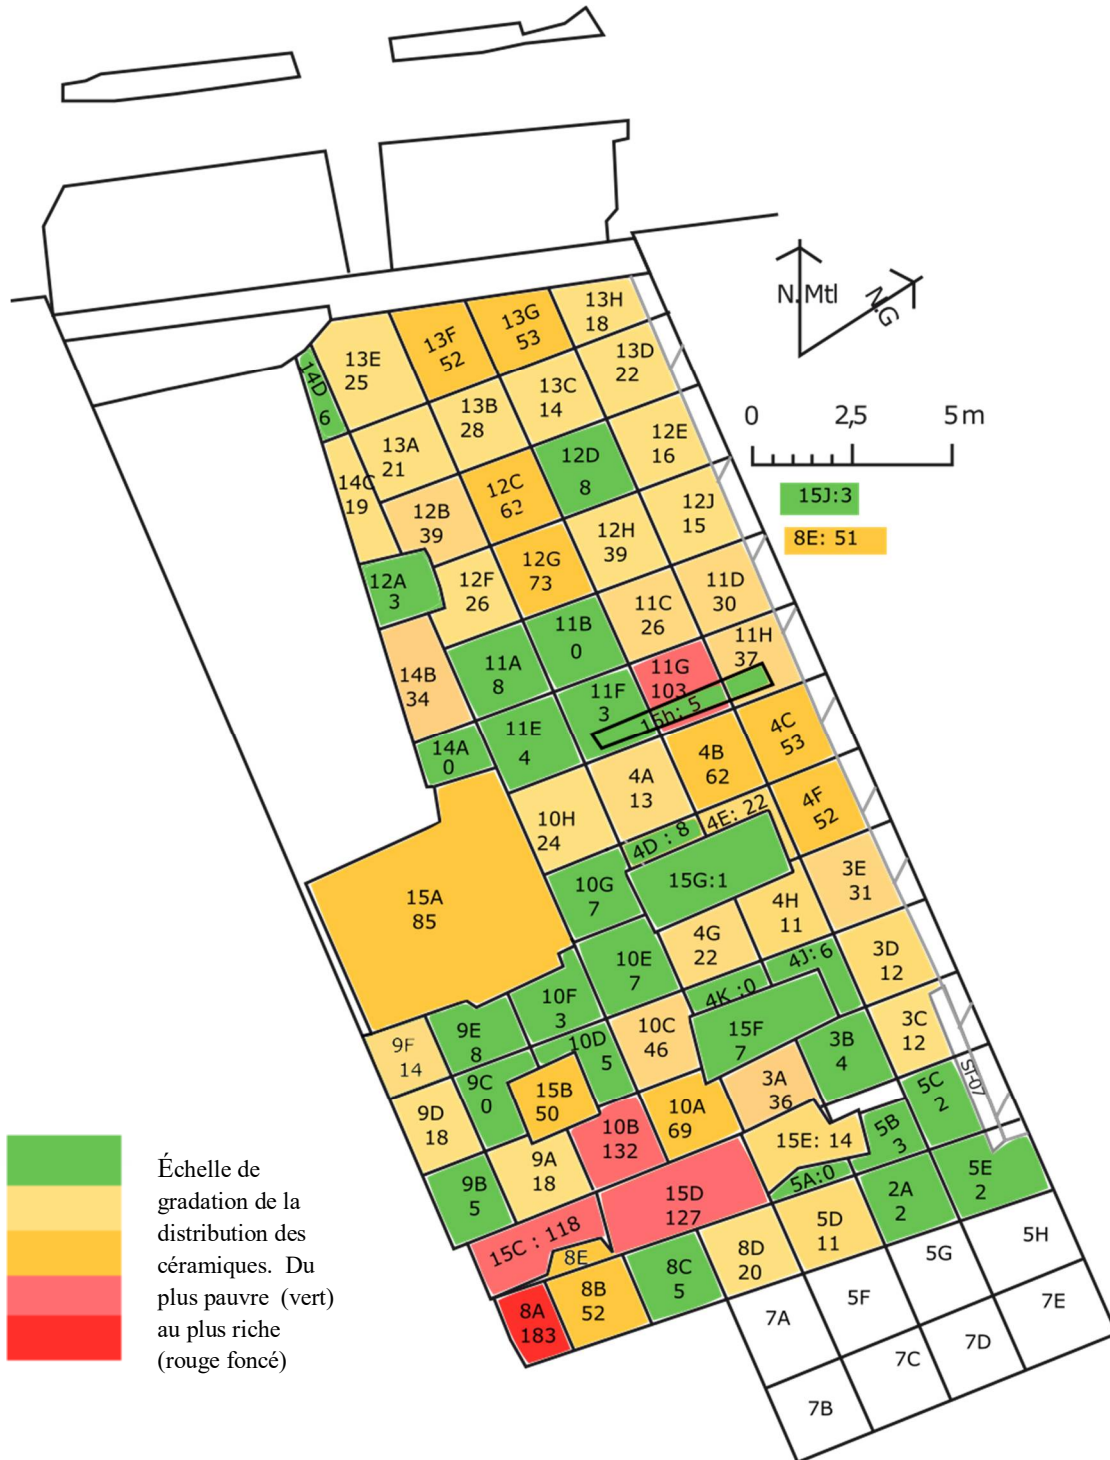 13H
18
13G
53
13F
52
13E
25
14D
6
13D
22
13C
14
13B
28
13A
21
14C
19
12E
16
12D
8
12C
62
12B
39
12A
3
12J
15
12H
39
12G
73
12F
26
14B
34
11D
30
11C
26
11B
0
11A
8
11H
37
11G
103
11F
3
15h: 5
11E
4
14A
0
4C
53
4B
62
4A
13
10H
24
4F
52
4E: 22
4D : 8
15G:1
10G
7
15A
85
3E
31
4H
11
4G
22
10E
7
10F
3
9E
8
9F
14
3D
12
4J: 6
4K :0
15F
7
10C
46
10D
5
9C
0
15B
50
9D
18
3C
12
3B
4
3A
36
10A
69
10B
132
9A
18
9B
5
ST-07
5C
2
5B
3
15E: 14
5A:0
15D
127
15C : 118
8E
5E
2
2A
2
5D
11
8D
20
8C
5
8B
52
8A
183
5H
5G
5F
7A
7E
7D
7C
7B
N.Mtl
N.G
0 2,5 5m
15J:3
8E: 51
Échelle de
gradation de la
distribution des
céramiques. Du
plus pauvre (vert)
au plus riche
(rouge foncé)